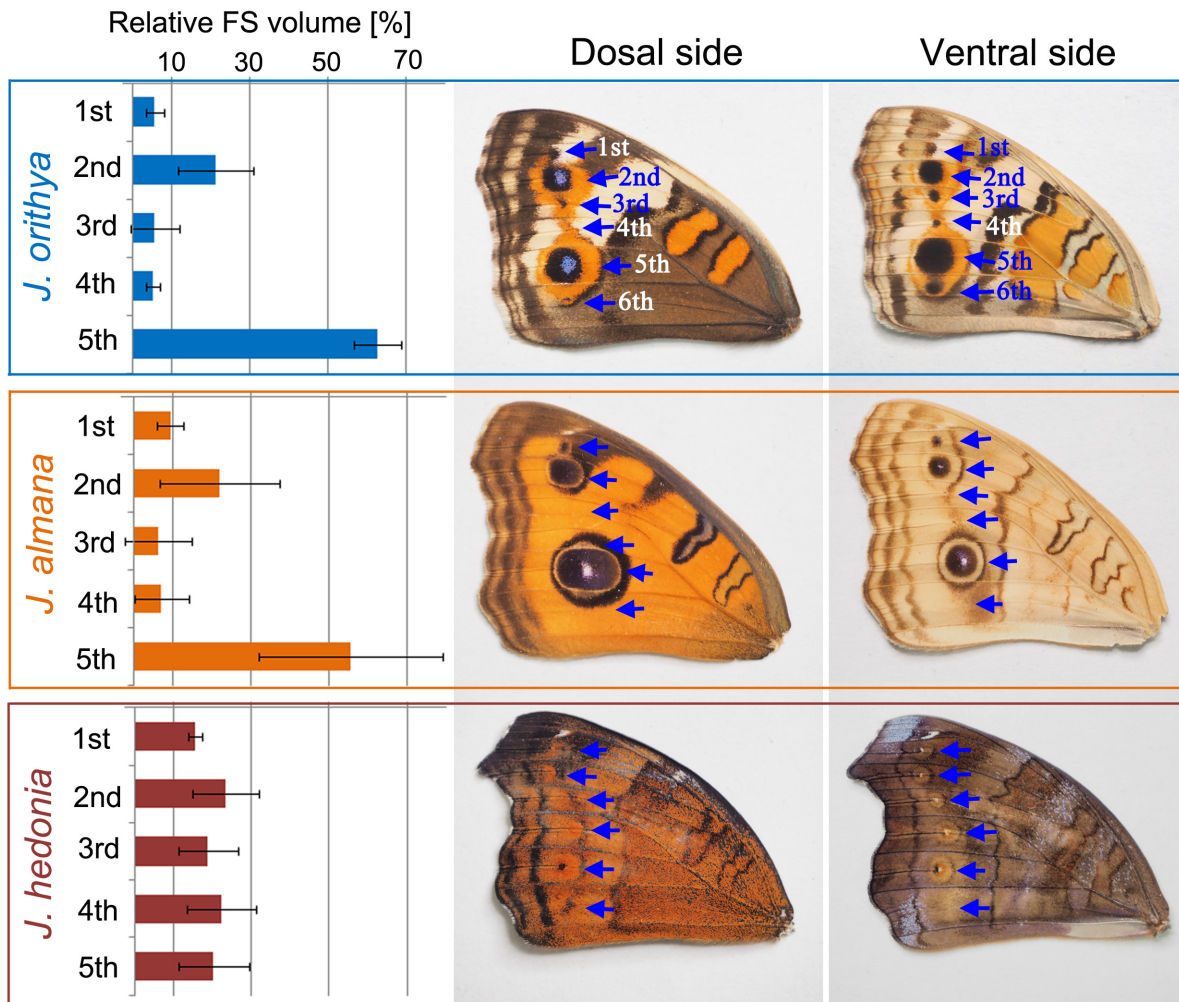 Relative FS volume [%]
10 30 50 70
Dosal side
Ventral side
J. orithya
1st
2nd
3rd
4th
5th
1st
2nd
3rd
4th
5th
6th
1st
2nd
3rd
4th
5th
6th
J. almana
1st
2nd
3rd
4th
5th
J. hedonia
1st
2nd
3rd
4th
5th